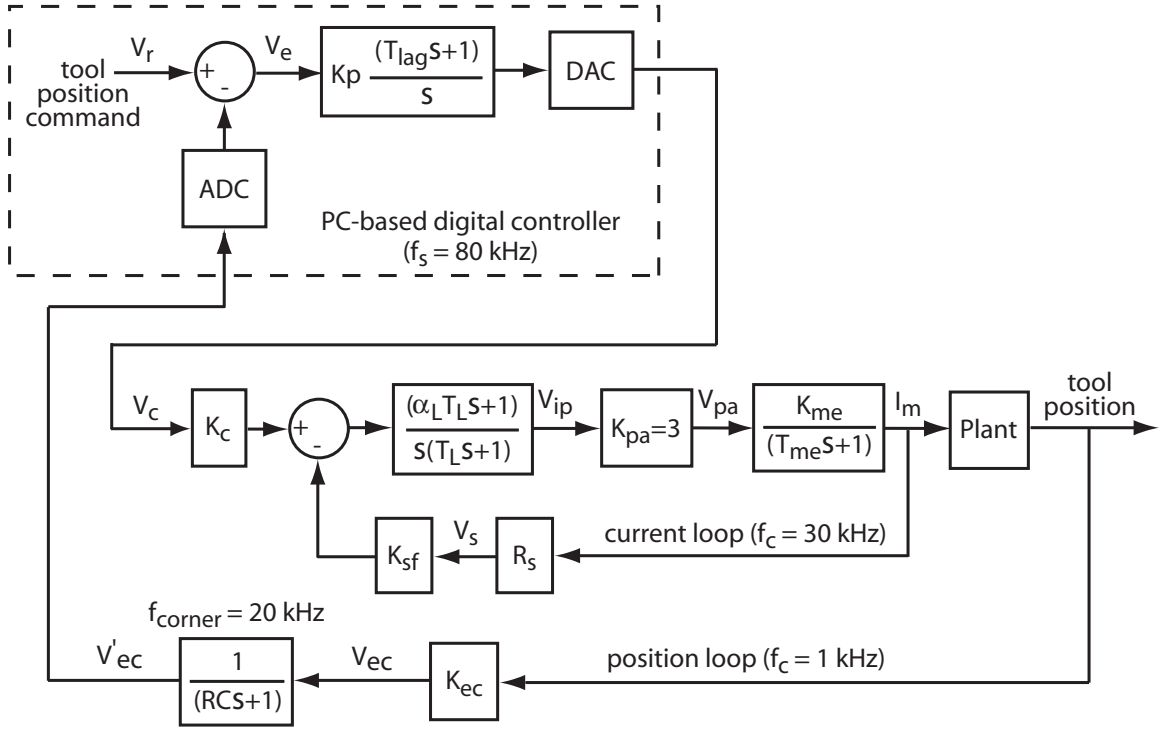 V_r
tool
position
command
+
-
V_e
Kp (T_lag s+1)
s
DAC
ADC
PC-based digital controller
(f_s = 80 kHz)
V_c
K_c
+
-
(α_L T_L s+1)
s(T_L s+1)
V_ip
K_pa=3
V_pa
K_me
(T_me s+1)
I_m
Plant
tool
position
K_sf
V_s
R_s
current loop (f_c = 30 kHz)
f_corner = 20 kHz
V'_ec
1
(RCs+1)
V_ec
K_ec
position loop (f_c = 1 kHz)